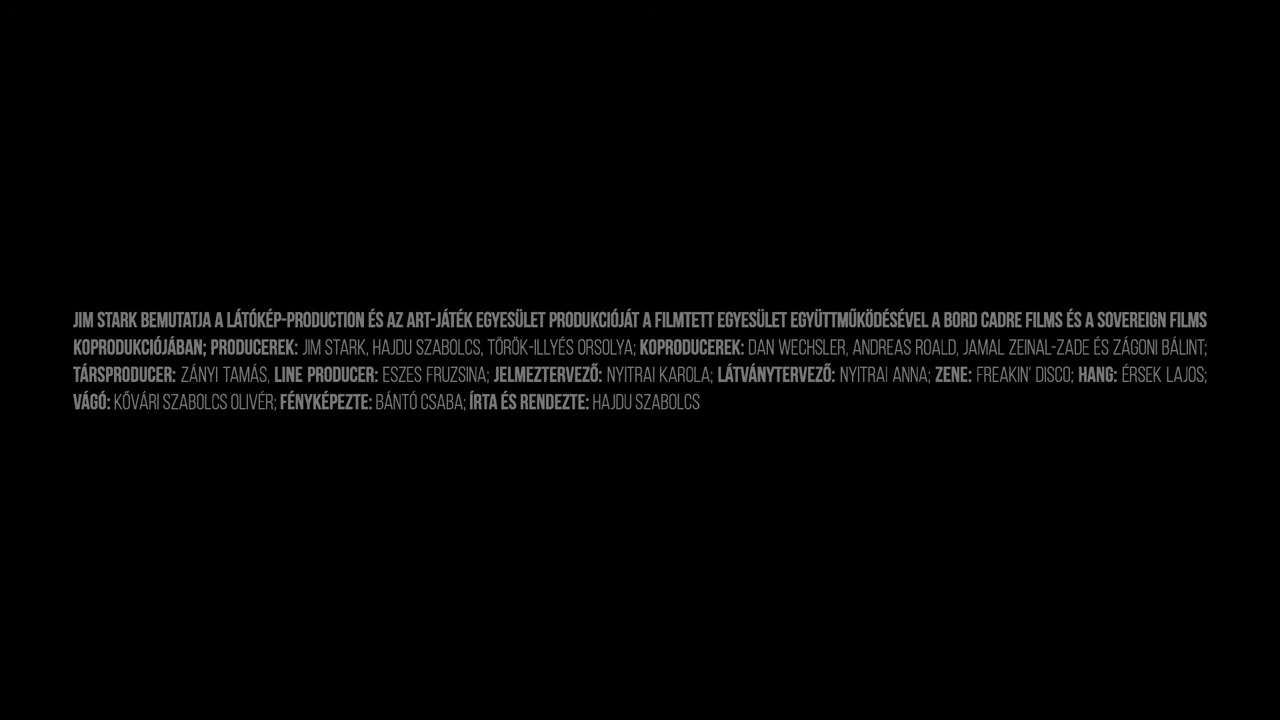 JIM STARK BEMUTATJA A LÁTÓKÉP-PRODUCTION ÉS AZ ART-JÁTÉK EGYESÜLET PRODUKCIÓJÁT A FILMTETT EGYESÜLET EGYÜTTMŰKÖDÉSÉVEL A BORD CADRE FILMS ÉS A SOVEREIGN FILMS
KOPRODUKCIÓJÁBAN; PRODUCEREK: JIM STARK, HAJDU SZABOLCS, TÖRÖK-ILLYÉS ORSOLYA; KOPRODUCEREK: DAN WECHSLER, ANDREAS ROALD, JAMAL ZEINAL-ZADE ÉS ZÁGONI BÁLINT;
TÁRSPRODUCER: ZÁNYI TAMÁS, LINE PRODUCER: ESZES FRUZSINA; JELMEZTERVEZŐ: NYITRAI KAROLA; LÁTVÁNYTERVEZŐ: NYITRAI ANNA; ZENE: FREAKIN' DISCO; HANG: ÉRSEK LAJOS;
VÁGÓ: KŐVÁRI SZABOLCS OLIVÉR; FÉNYKÉPEZTE: BÁNTÓ CSABA; ÍRTA ÉS RENDEZTE: HAJDU SZABOLCS